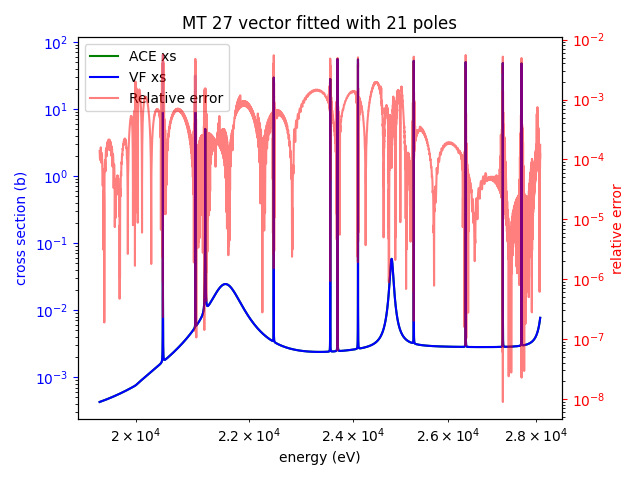 MT 27 vector fitted with 21 poles
ACE xs
VF xs
Relative error
cross section (b)
10²
10¹
10⁰
10⁻¹
10⁻²
10⁻³
relative error
10⁻²
10⁻³
10⁻⁴
10⁻⁵
10⁻⁶
10⁻⁷
10⁻⁸
2 × 10⁴ 2.2 × 10⁴ 2.4 × 10⁴ 2.6 × 10⁴ 2.8 × 10⁴
energy (eV)